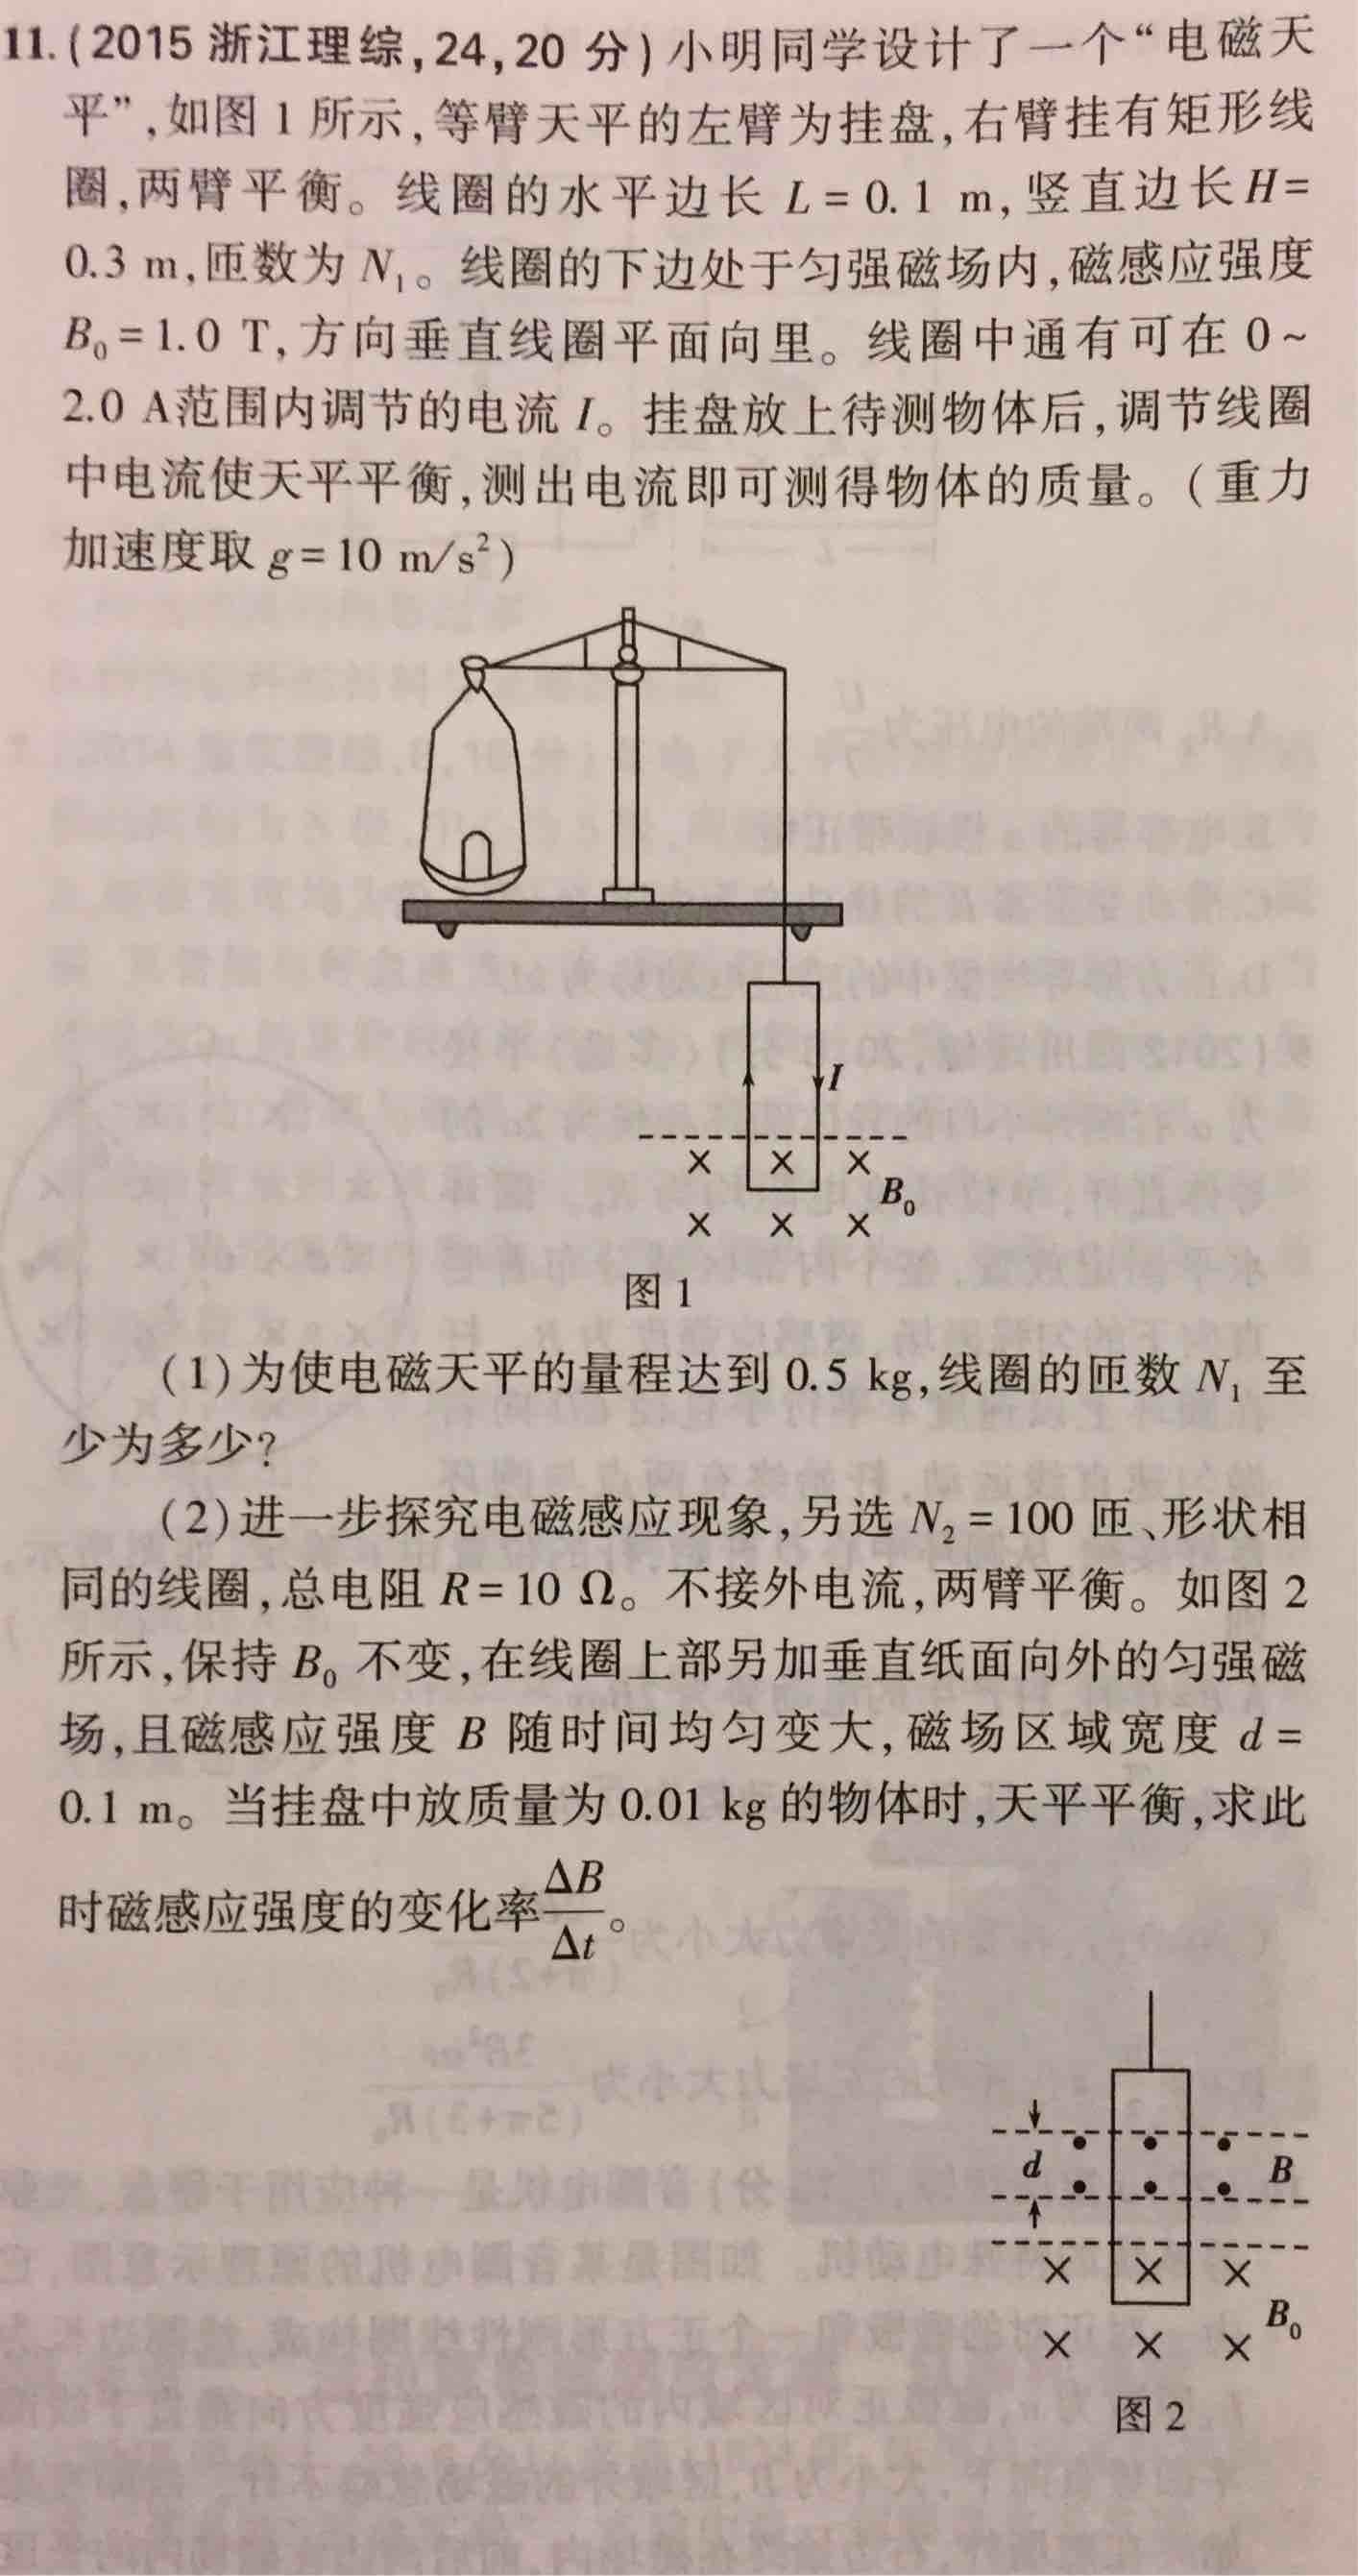 11.(2015 浙江理综,24,20 分)小明同学设计了一个“电磁天
平”,如图 1 所示,等臂天平的左臂为挂盘,右臂挂有矩形线
圈,两臂平衡。线圈的水平边长 L = 0.1 m,竖直边长 H =
0.3 m,匝数为 N₁。线圈的下边处于匀强磁场内,磁感应强度
B₀ = 1.0 T,方向垂直线圈平面向里。线圈中通有可在 0 ~
2.0 A范围内调节的电流 I。挂盘放上待测物体后,调节线圈
中电流使天平平衡,测出电流即可测得物体的质量。(重力
加速度取 g = 10 m/s²)
I
B₀
图 1
(1)为使电磁天平的量程达到 0.5 kg,线圈的匝数 N₁ 至
少为多少?
(2)进一步探究电磁感应现象,另选 N₂ = 100 匝、形状相
同的线圈,总电阻 R = 10 Ω。不接外电流,两臂平衡。如图 2
所示,保持 B₀ 不变,在线圈上部另加垂直纸面向外的匀强磁
场,且磁感应强度 B 随时间均匀变大,磁场区域宽度 d =
0.1 m。当挂盘中放质量为 0.01 kg 的物体时,天平平衡,求此
时磁感应强度的变化率ΔB/Δt。
d
B
B₀
图 2